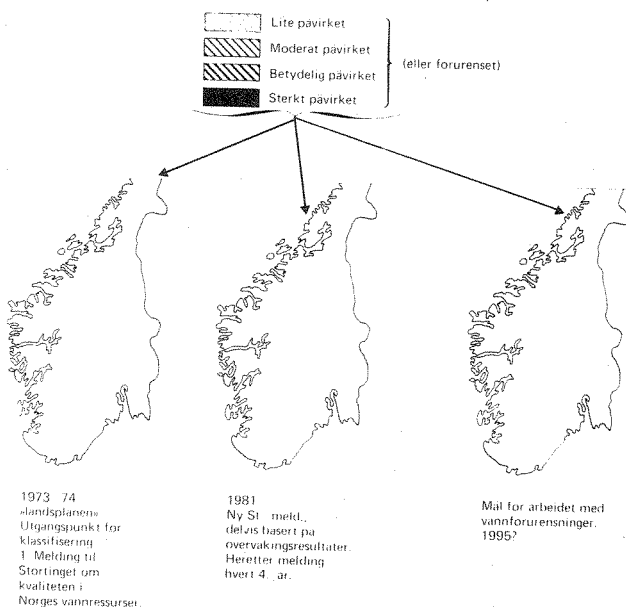 Lite påvirket
Moderat påvirket
Betydelig påvirket
Sterkt påvirket
(eller forurenset)
1973 74
»landsplanen»
Utgangspunkt for
klassifisering
1 Melding til
Stortinget om
kvaliteten i
Norges vannressurser.
1981
Ny St meld.,
delvis basert på
overvåkingsresultater.
Heretter melding
hvert 4. år.
Mål for arbeidet med
vannforurensninger.
1995?